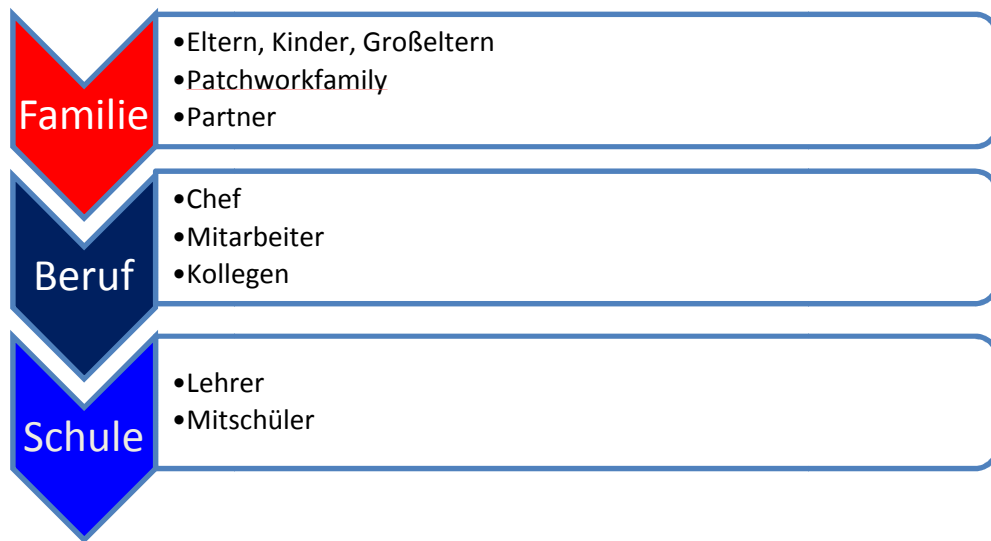 Familie
•Eltern, Kinder, Großeltern
•Patchworkfamily
•Partner
Beruf
•Chef
•Mitarbeiter
•Kollegen
Schule
•Lehrer
•Mitschüler